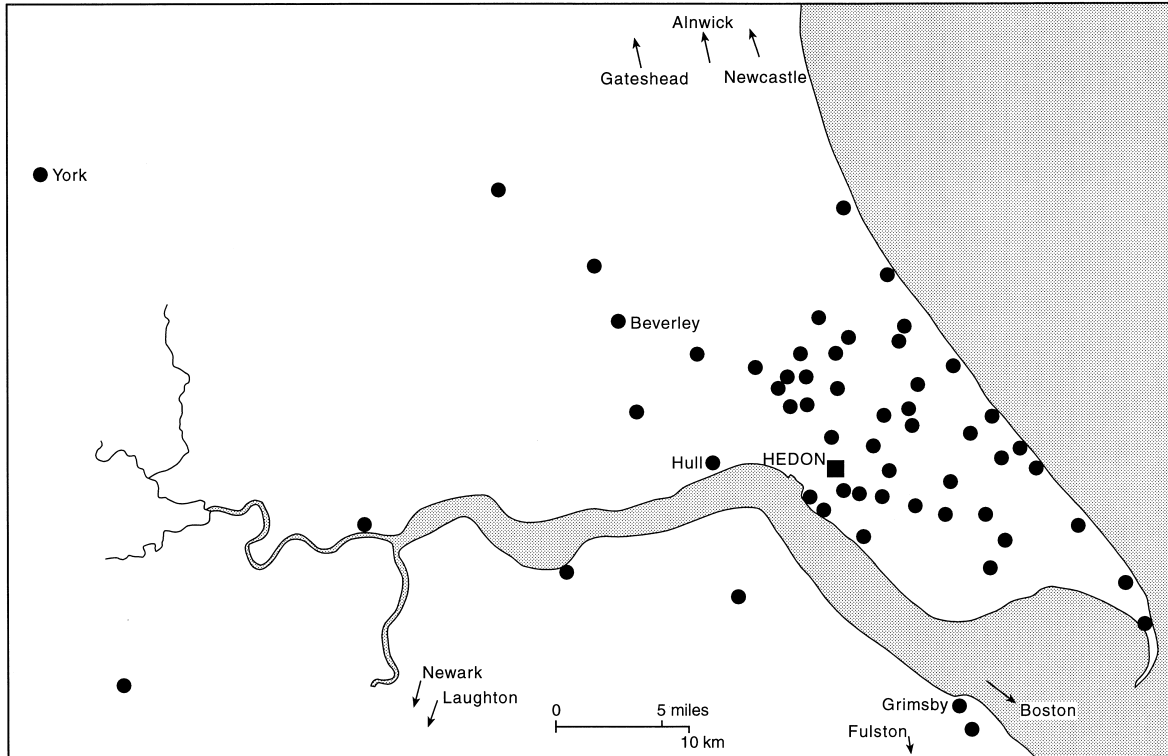 Alnwick
Gateshead
Newcastle
York
Beverley
Hull
HEDON
Newark
Laughton
0 5 miles
10 km
Grimsby
Boston
Fulston